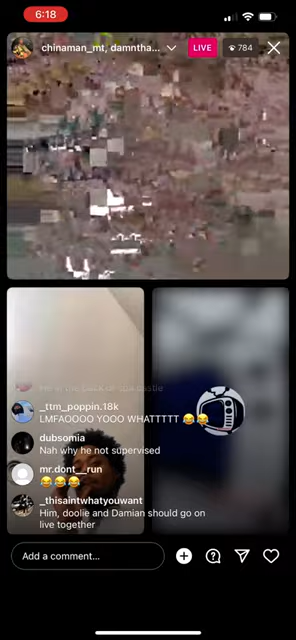 6:18
chinaman_mt, damntha...
LIVE
784
_ttm_poppin.18k
LMFAOOOO YOOO WHATTTTT 😂😂
dubsomia
Nah why he not supervised
mr.dont__run
😂😂😂
_thisaintwhatyouwant
Him, doolie and Damian should go on
live together
Add a comment...